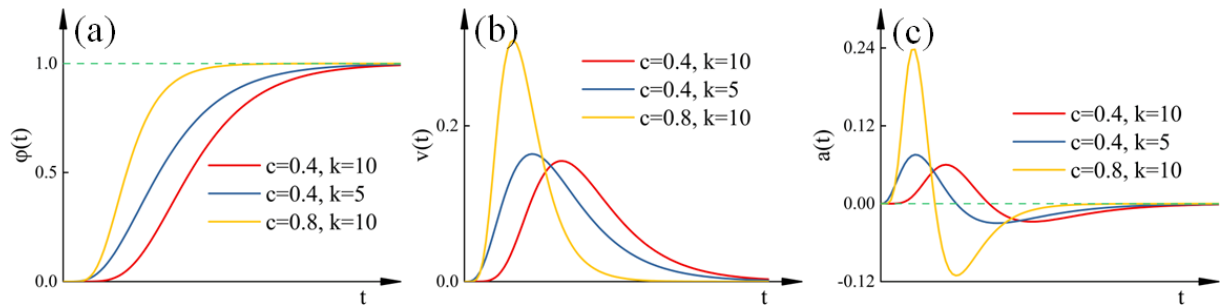 (a)
1.0
0.5
0.0
φ(t)
c=0.4, k=10
c=0.4, k=5
c=0.8, k=10
t
(b)
0.2
0.0
v(t)
c=0.4, k=10
c=0.4, k=5
c=0.8, k=10
t
(c)
0.24
0.12
0.00
-0.12
a(t)
c=0.4, k=10
c=0.4, k=5
c=0.8, k=10
t